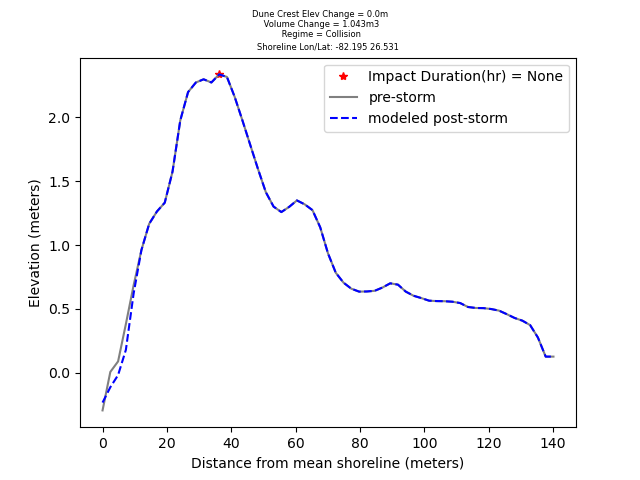 Dune Crest Elev Change = 0.0m
Volume Change = 1.043m3
Regime = Collision
Shoreline Lon/Lat: -82.195 26.531
Impact Duration(hr) = None
pre-storm
modeled post-storm
Elevation (meters)
2.0
1.5
1.0
0.5
0.0
0 20 40 60 80 100 120 140
Distance from mean shoreline (meters)